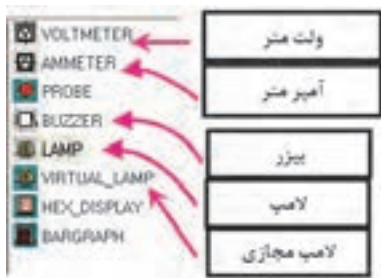 VOLTMETER
AMMETER
PROBE
BUZZER
LAMP
VIRTUAL_LAMP
HEX_DISPLAY
BARGRAPH
ولت متر
آمپر متر
بیزر
لامپ
لامپ مجازی